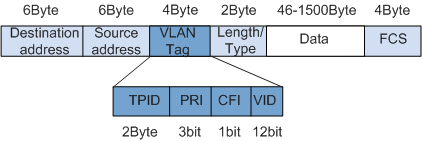 6Byte 6Byte 4Byte 2Byte 46-1500Byte 4Byte
Destination address Source address VLAN Tag Length/ Type Data FCS
TPID PRI CFI VID
2Byte 3bit 1bit 12bit